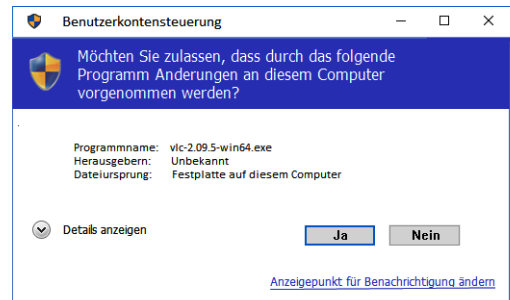 Benutzerkontensteuerung
Möchten Sie zulassen, dass durch das folgende
Programm Anderungen an diesem Computer
vorgenommen werden?
Programmname: vlc-2.09.5-win64.exe
Herausgebern: Unbekannt
Dateiursprung: Festplatte auf diesem Computer
Details anzeigen
Ja Nein
Anzeigepunkt für Benachrichtigung ändern